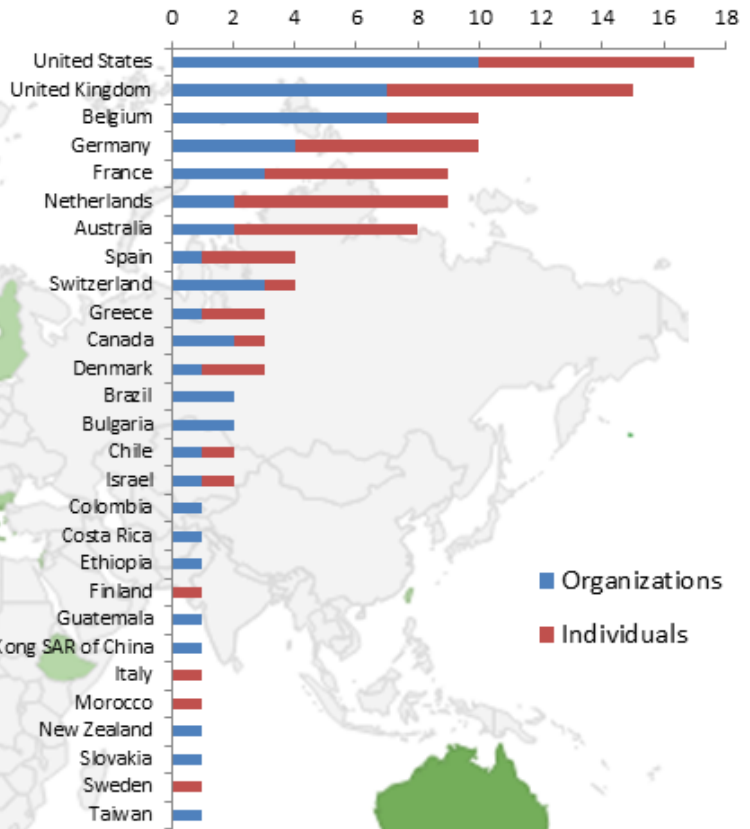 0 2 4 6 8 10 12 14 16 18
United States
United Kingdom
Belgium
Germany
France
Netherlands
Australia
Spain
Switzerland
Greece
Canada
Denmark
Brazil
Bulgaria
Chile
Israel
Colombia
Costa Rica
Ethiopia
Finland
Organizations
Guatemala
Individuals
SAR of China
Italy
Morocco
New Zealand
Slovakia
Sweden
Taiwan